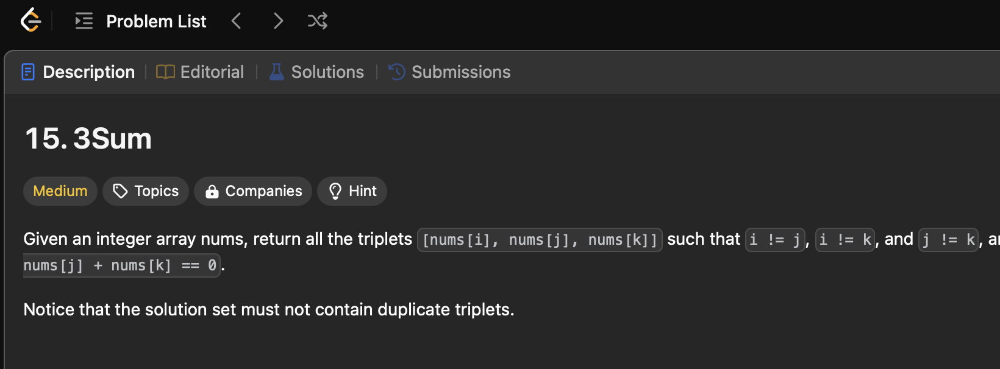 Problem List
Description Editorial Solutions Submissions
15. 3Sum
Medium Topics Companies Hint
Given an integer array nums, return all the triplets [nums[i], nums[j], nums[k]] such that i != j, i != k, and j != k,
nums[j] + nums[k] == 0.
Notice that the solution set must not contain duplicate triplets.